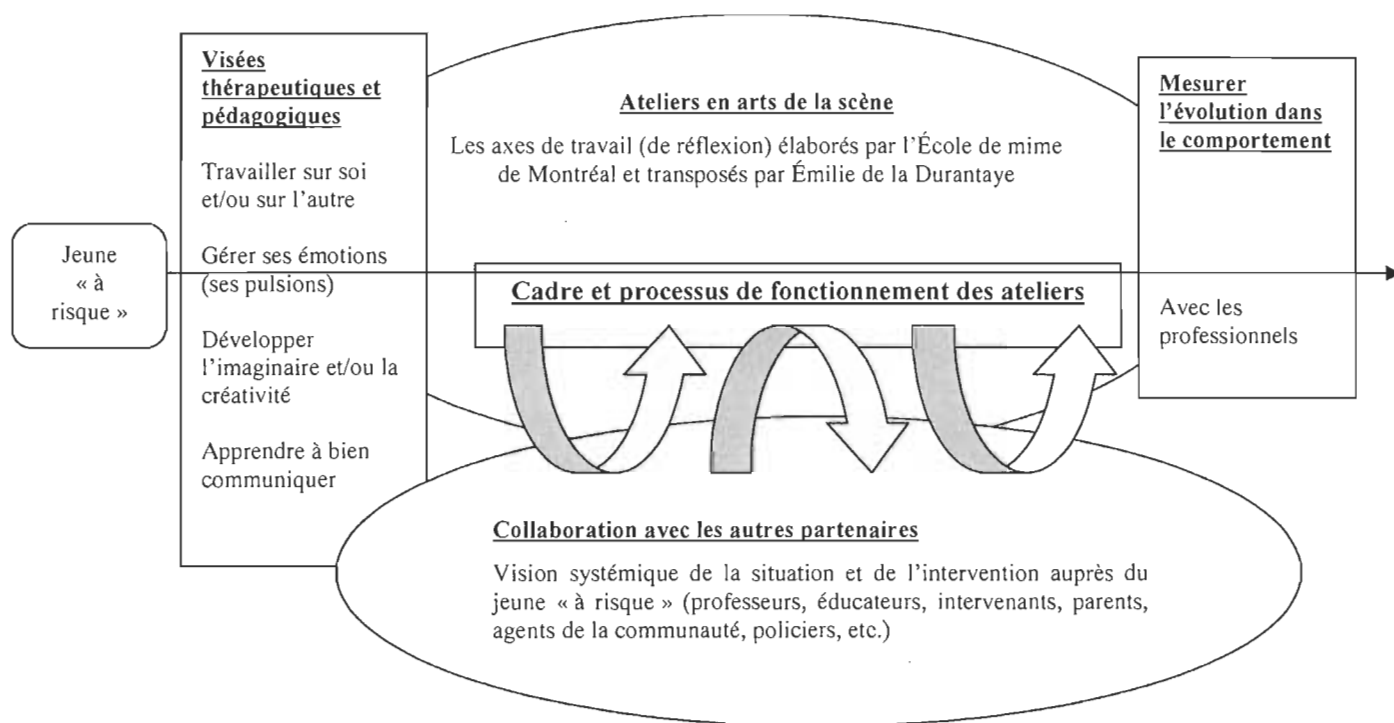 Jeune
« à
risque »
Visées
thérapeutiques et
pédagogiques
Travailler sur soi
et/ou sur l'autre
Gérer ses émotions
(ses pulsions)
Développer
l'imaginaire et/ou la
créativité
Apprendre à bien
communiquer
Ateliers en arts de la scène
Les axes de travail (de réflexion) élaborés par l'École de mime
de Montréal et transposés par Émilie de la Durantaye
Cadre et processus de fonctionnement des ateliers
Collaboration avec les autres partenaires
Vision systémique de la situation et de l'intervention auprès du
jeune « à risque » (professeurs, éducateurs, intervenants, parents,
agents de la communauté, policiers, etc.)
Mesurer
l'évolution dans
le comportement
Avec les
professionnels